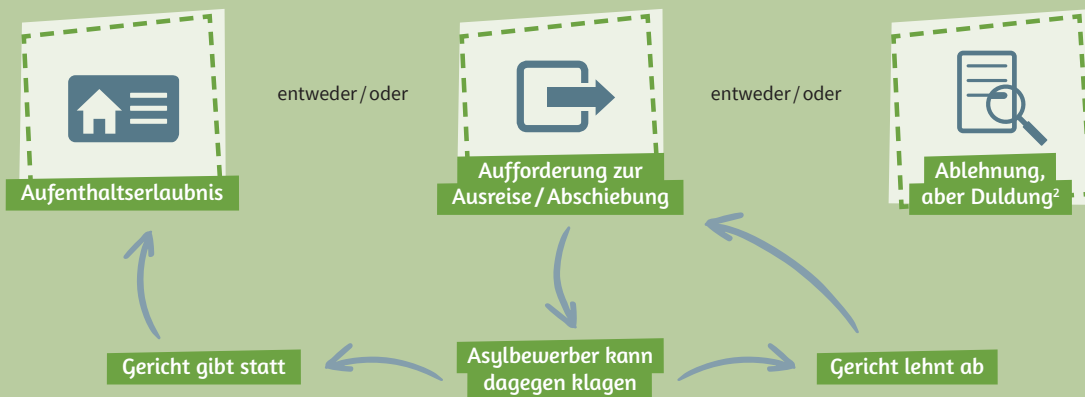 entweder / oder
entweder / oder
Aufenthaltserlaubnis
Aufforderung zur
Ausreise / Abschiebung
Ablehnung,
aber Duldung²
Gericht gibt statt
Asylbewerber kann
dagegen klagen
Gericht lehnt ab